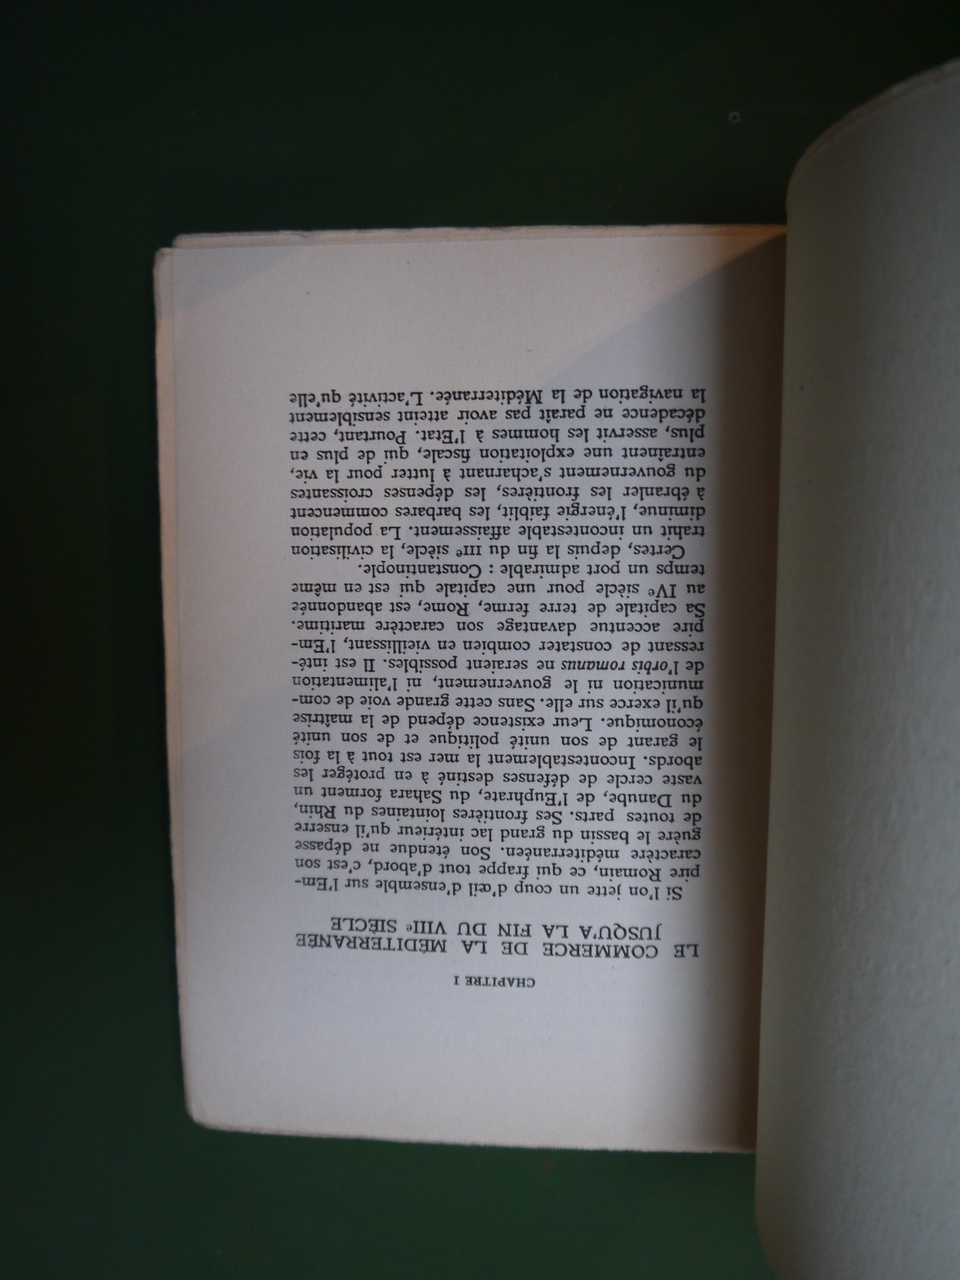 CHAPITRE I
LE COMMERCE DE LA MÉDITERRANÉE
JUSQU'A LA FIN DU VIIIe SIÈCLE
Si l'on jette un coup d'œil d'ensemble sur l'Em-
pire Romain, ce qui frappe tout d'abord, c'est son
caractère méditerranéen. Son étendue ne dépasse
guère le bassin du grand lac intérieur qu'il enserre
de toutes parts. Ses frontières lointaines du Rhin,
du Danube, de l'Euphrate, du Sahara forment un
vaste cercle de défenses destiné à en protéger les
abords. Incontestablement la mer est tout à la fois
le garant de son unité politique et de son unité
économique. Leur existence dépend de la maîtrise
qu'il exerce sur elle. Sans cette grande voie de com-
munication ni le gouvernement, ni l'alimentation
de l'orbis romanus ne seraient possibles. Il est inté-
ressant de constater combien en vieillissant, l'Em-
pire accentue davantage son caractère maritime.
Sa capitale de terre ferme, Rome, est abandonnée
au IVe siècle pour une capitale qui est en même
temps un port admirable : Constantinople.
Certes, depuis la fin du IIIe siècle, la civilisation
trahit un incontestable affaissement. La population
diminue, l'énergie faiblit, les barbares commencent
à ébranler les frontières, les dépenses croissantes
du gouvernement s'acharnant à lutter pour la vie,
entraînent une exploitation fiscale, qui de plus en
plus, asservit les hommes à l'Etat. Pourtant, cette
décadence ne paraît pas avoir atteint sensiblement
la navigation de la Méditerranée. L'activité qu'elle